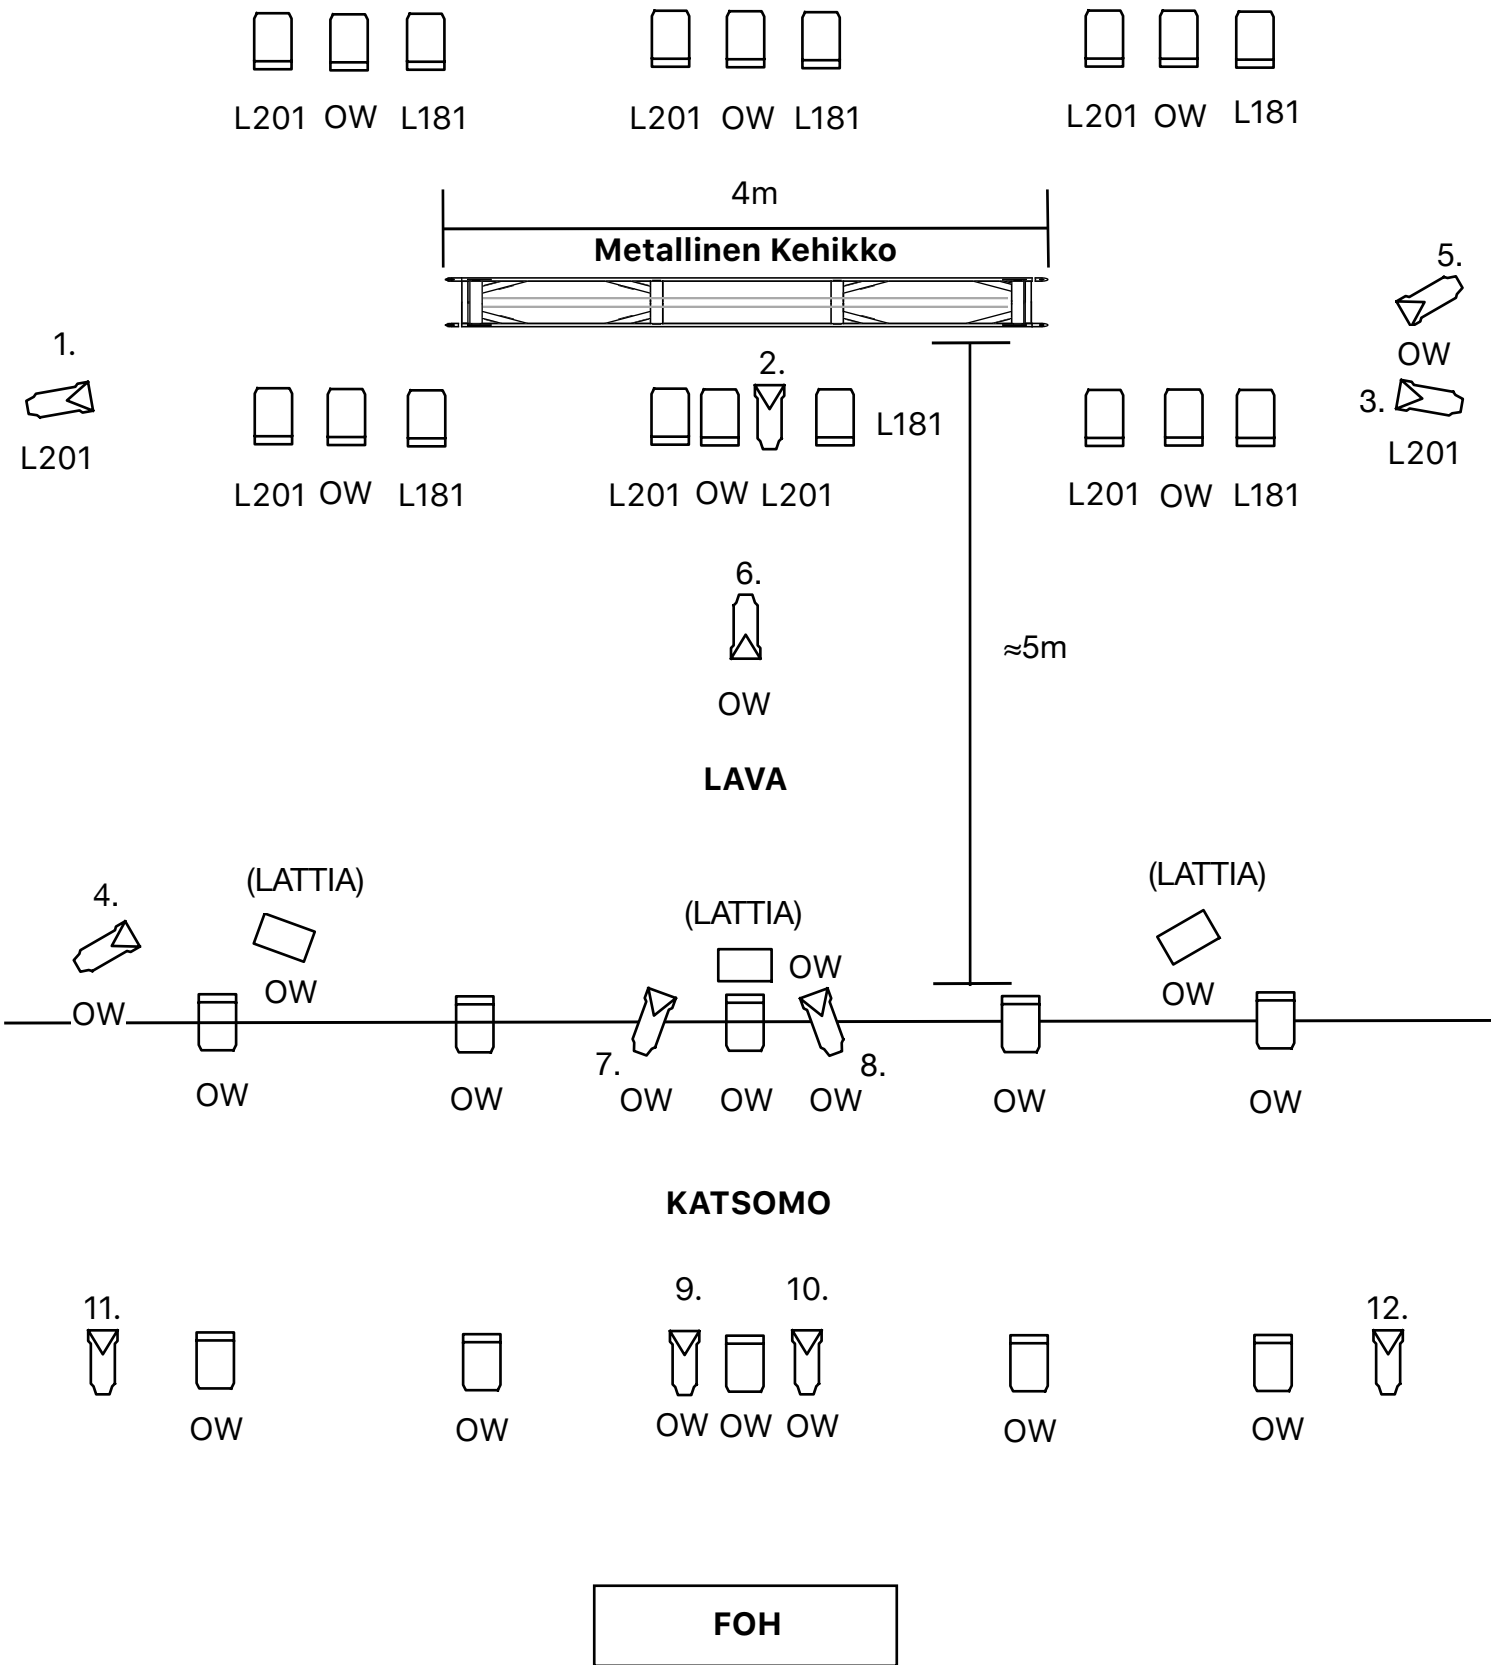 L201 OW L181 L201 OW L181 L201 OW L181
4m
Metallinen Kehikko
5.
1.
2.
OW
3.
L201
L181
L201
L201 OW L181 L201 OW L201 L201 OW L181
6.
≈5m
OW
LAVA
(LATTIA)
(LATTIA)
4.
(LATTIA)
OW
OW
OW
OW
7.
8.
OW OW OW OW OW OW OW
KATSOMO
9. 10.
11.
12.
OW OW OW OW OW OW OW
FOH